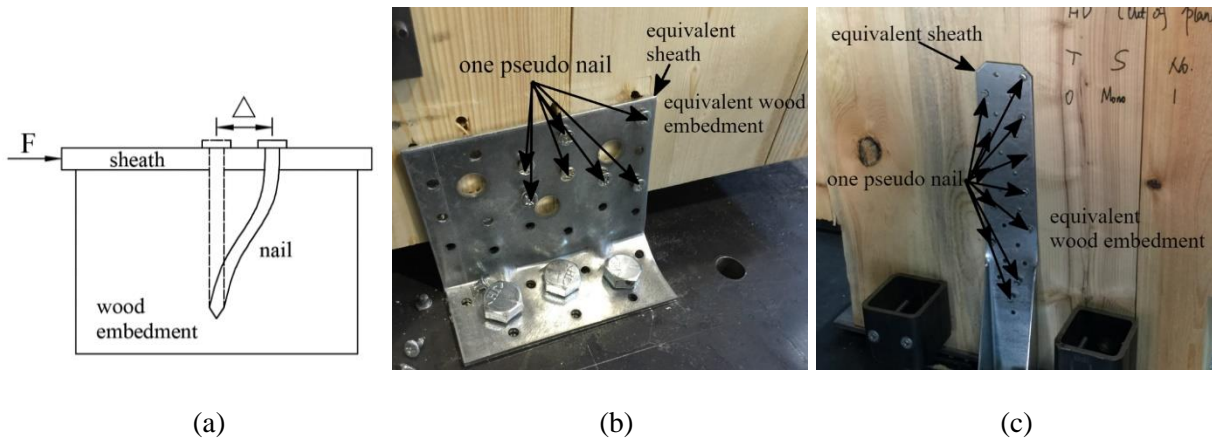 △
F
sheath
nail
wood
embedment
equivalent
sheath
one pseudo nail
equivalent wood
embedment
equivalent sheath
T S No.
0 Mono 1
one pseudo nail
equivalent
wood embedment
(a) (b) (c)